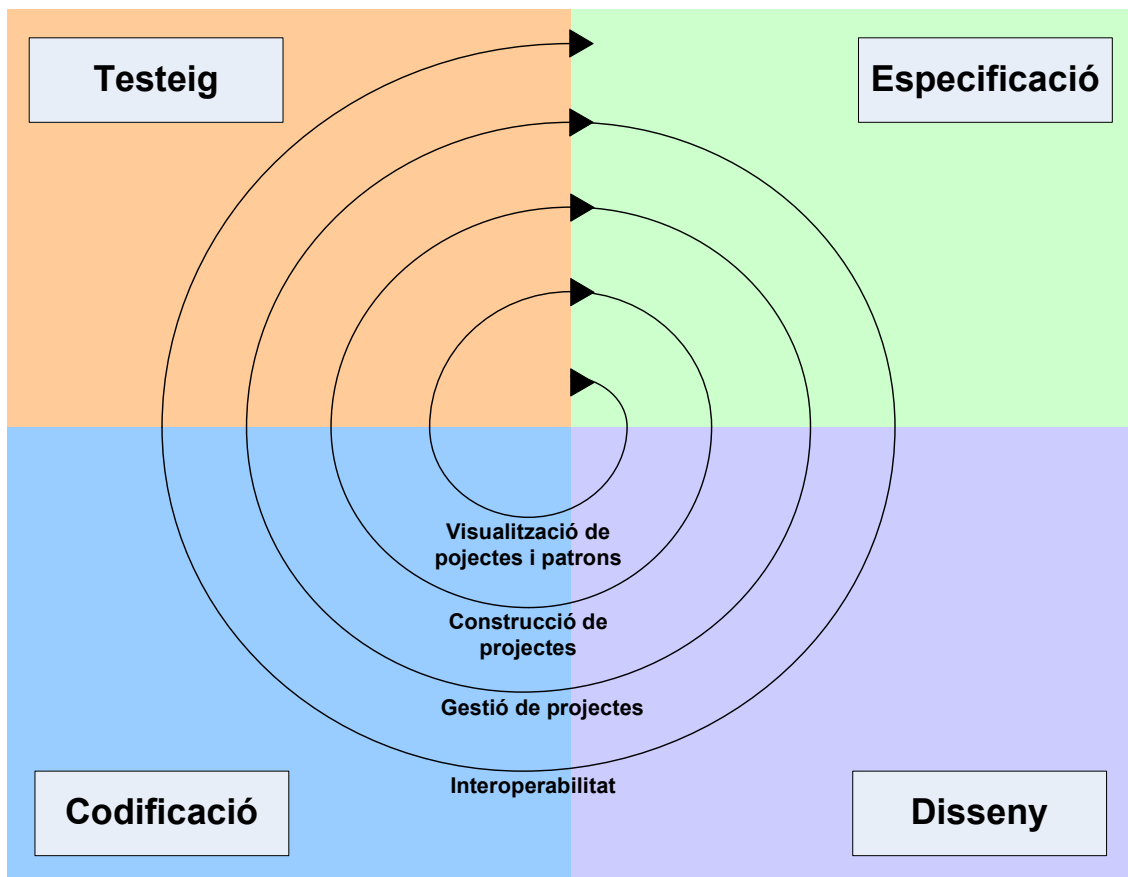 Testeig
Especificació
Visualització de
pojectes i patrons
Construcció de
projectes
Gestió de projectes
Interoperabilitat
Codificació
Disseny